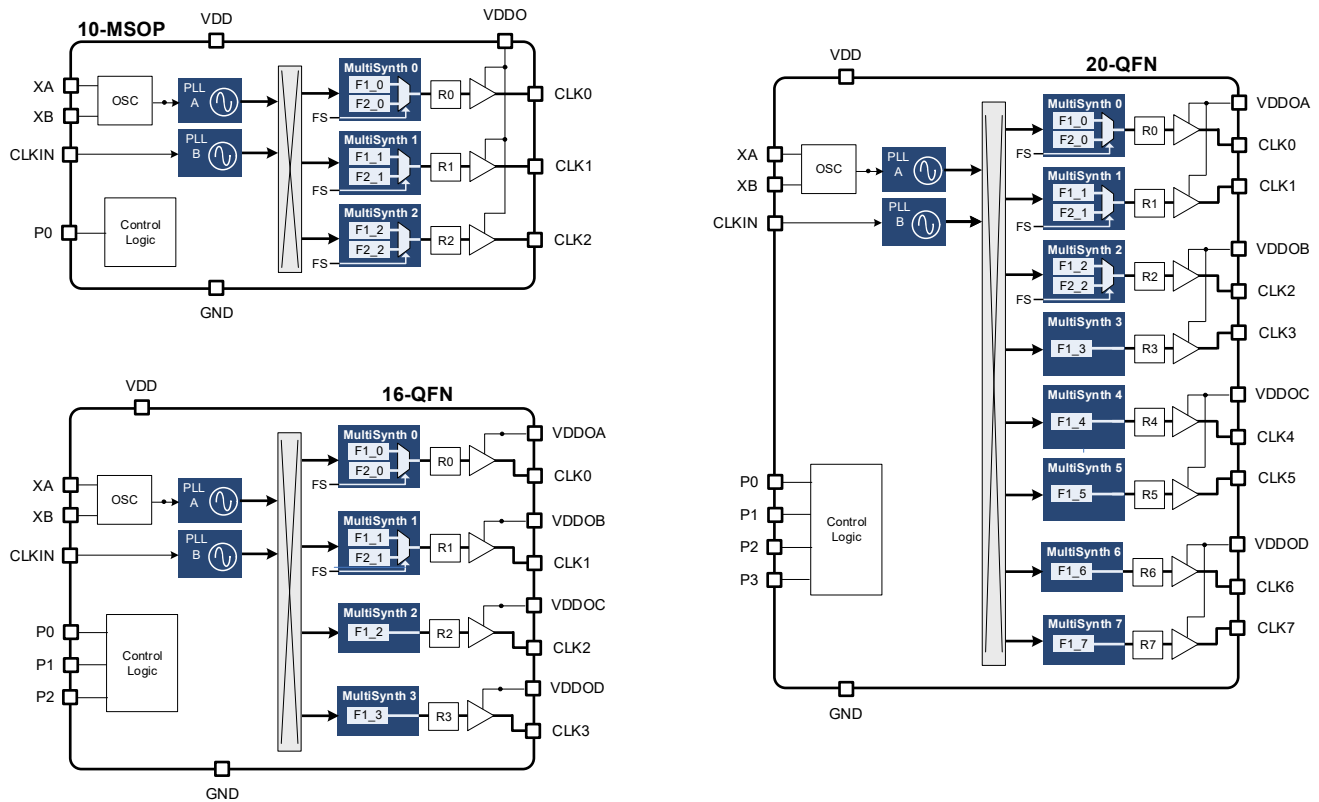 10-MSOP
VDD
VDDO
XA
XB
CLKIN
P0
OSC
PLL
A
PLL
B
Control
Logic
MultiSynth 0
F1_0
F2_0
FS
R0
CLK0
MultiSynth 1
F1_1
F2_1
FS
R1
CLK1
MultiSynth 2
F1_2
F2_2
FS
R2
CLK2
GND
16-QFN
VDD
XA
XB
CLKIN
P0
P1
P2
OSC
PLL
A
PLL
B
Control
Logic
MultiSynth 0
F1_0
F2_0
FS
R0
VDDOA
CLK0
MultiSynth 1
F1_1
F2_1
FS
R1
VDDOB
CLK1
MultiSynth 2
F1_2
R2
VDDOC
CLK2
MultiSynth 3
F1_3
R3
VDDOD
CLK3
GND
20-QFN
VDD
XA
XB
CLKIN
OSC
PLL
A
PLL
B
P0
P1
P2
P3
Control
Logic
MultiSynth 0
F1_0
F2_0
FS
R0
VDDOA
CLK0
MultiSynth 1
F1_1
F2_1
FS
R1
CLK1
MultiSynth 2
F1_2
F2_2
FS
R2
VDDOB
CLK2
MultiSynth 3
F1_3
R3
CLK3
MultiSynth 4
F1_4
R4
VDDOC
CLK4
MultiSynth 5
F1_5
R5
CLK5
MultiSynth 6
F1_6
R6
VDDOD
CLK6
MultiSynth 7
F1_7
R7
CLK7
GND